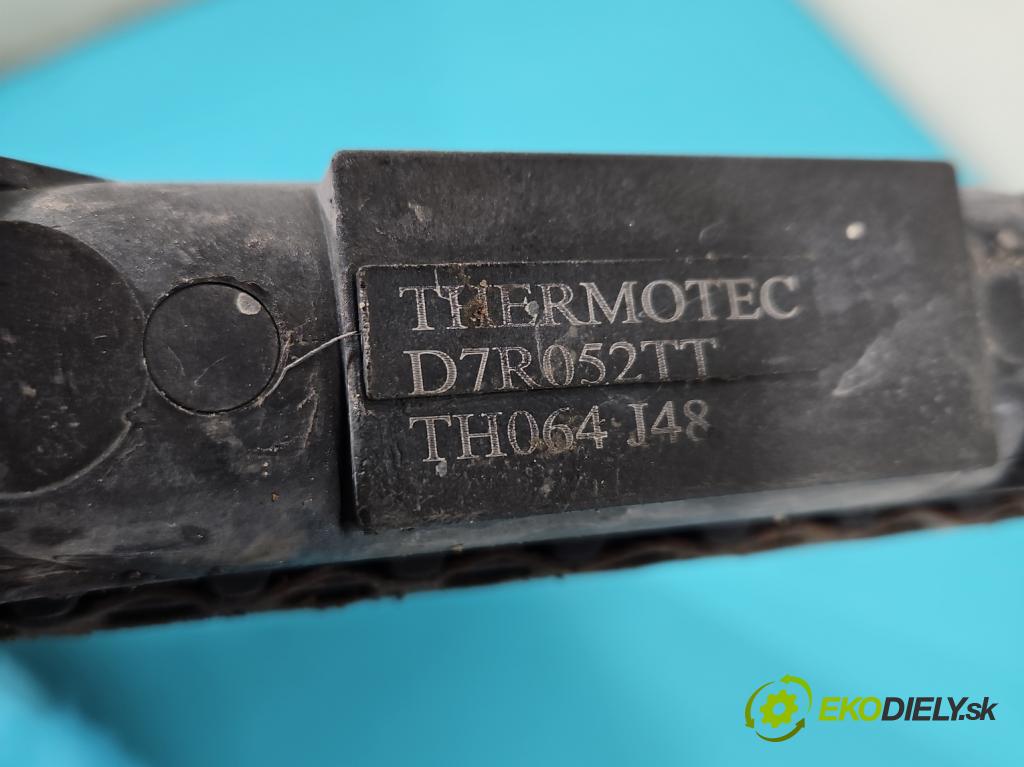 THERMOTEC
D7R052TT
TH064 J48
EKODIELY.sk